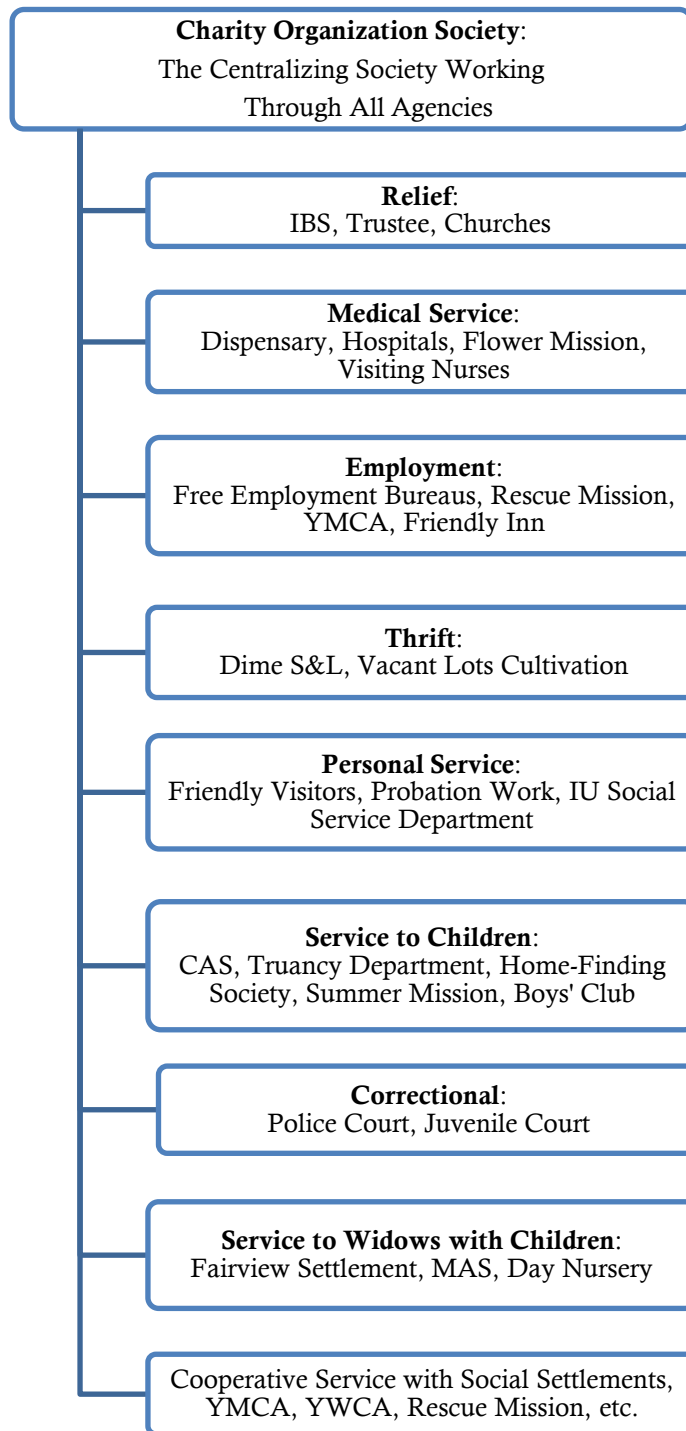 Charity Organization Society:
The Centralizing Society Working
Through All Agencies
Relief:
IBS, Trustee, Churches
Medical Service:
Dispensary, Hospitals, Flower Mission,
Visiting Nurses
Employment:
Free Employment Bureaus, Rescue Mission,
YMCA, Friendly Inn
Thrift:
Dime S&L, Vacant Lots Cultivation
Personal Service:
Friendly Visitors, Probation Work, IU Social
Service Department
Service to Children:
CAS, Truancy Department, Home-Finding
Society, Summer Mission, Boys' Club
Correctional:
Police Court, Juvenile Court
Service to Widows with Children:
Fairview Settlement, MAS, Day Nursery
Cooperative Service with Social Settlements,
YMCA, YWCA, Rescue Mission, etc.